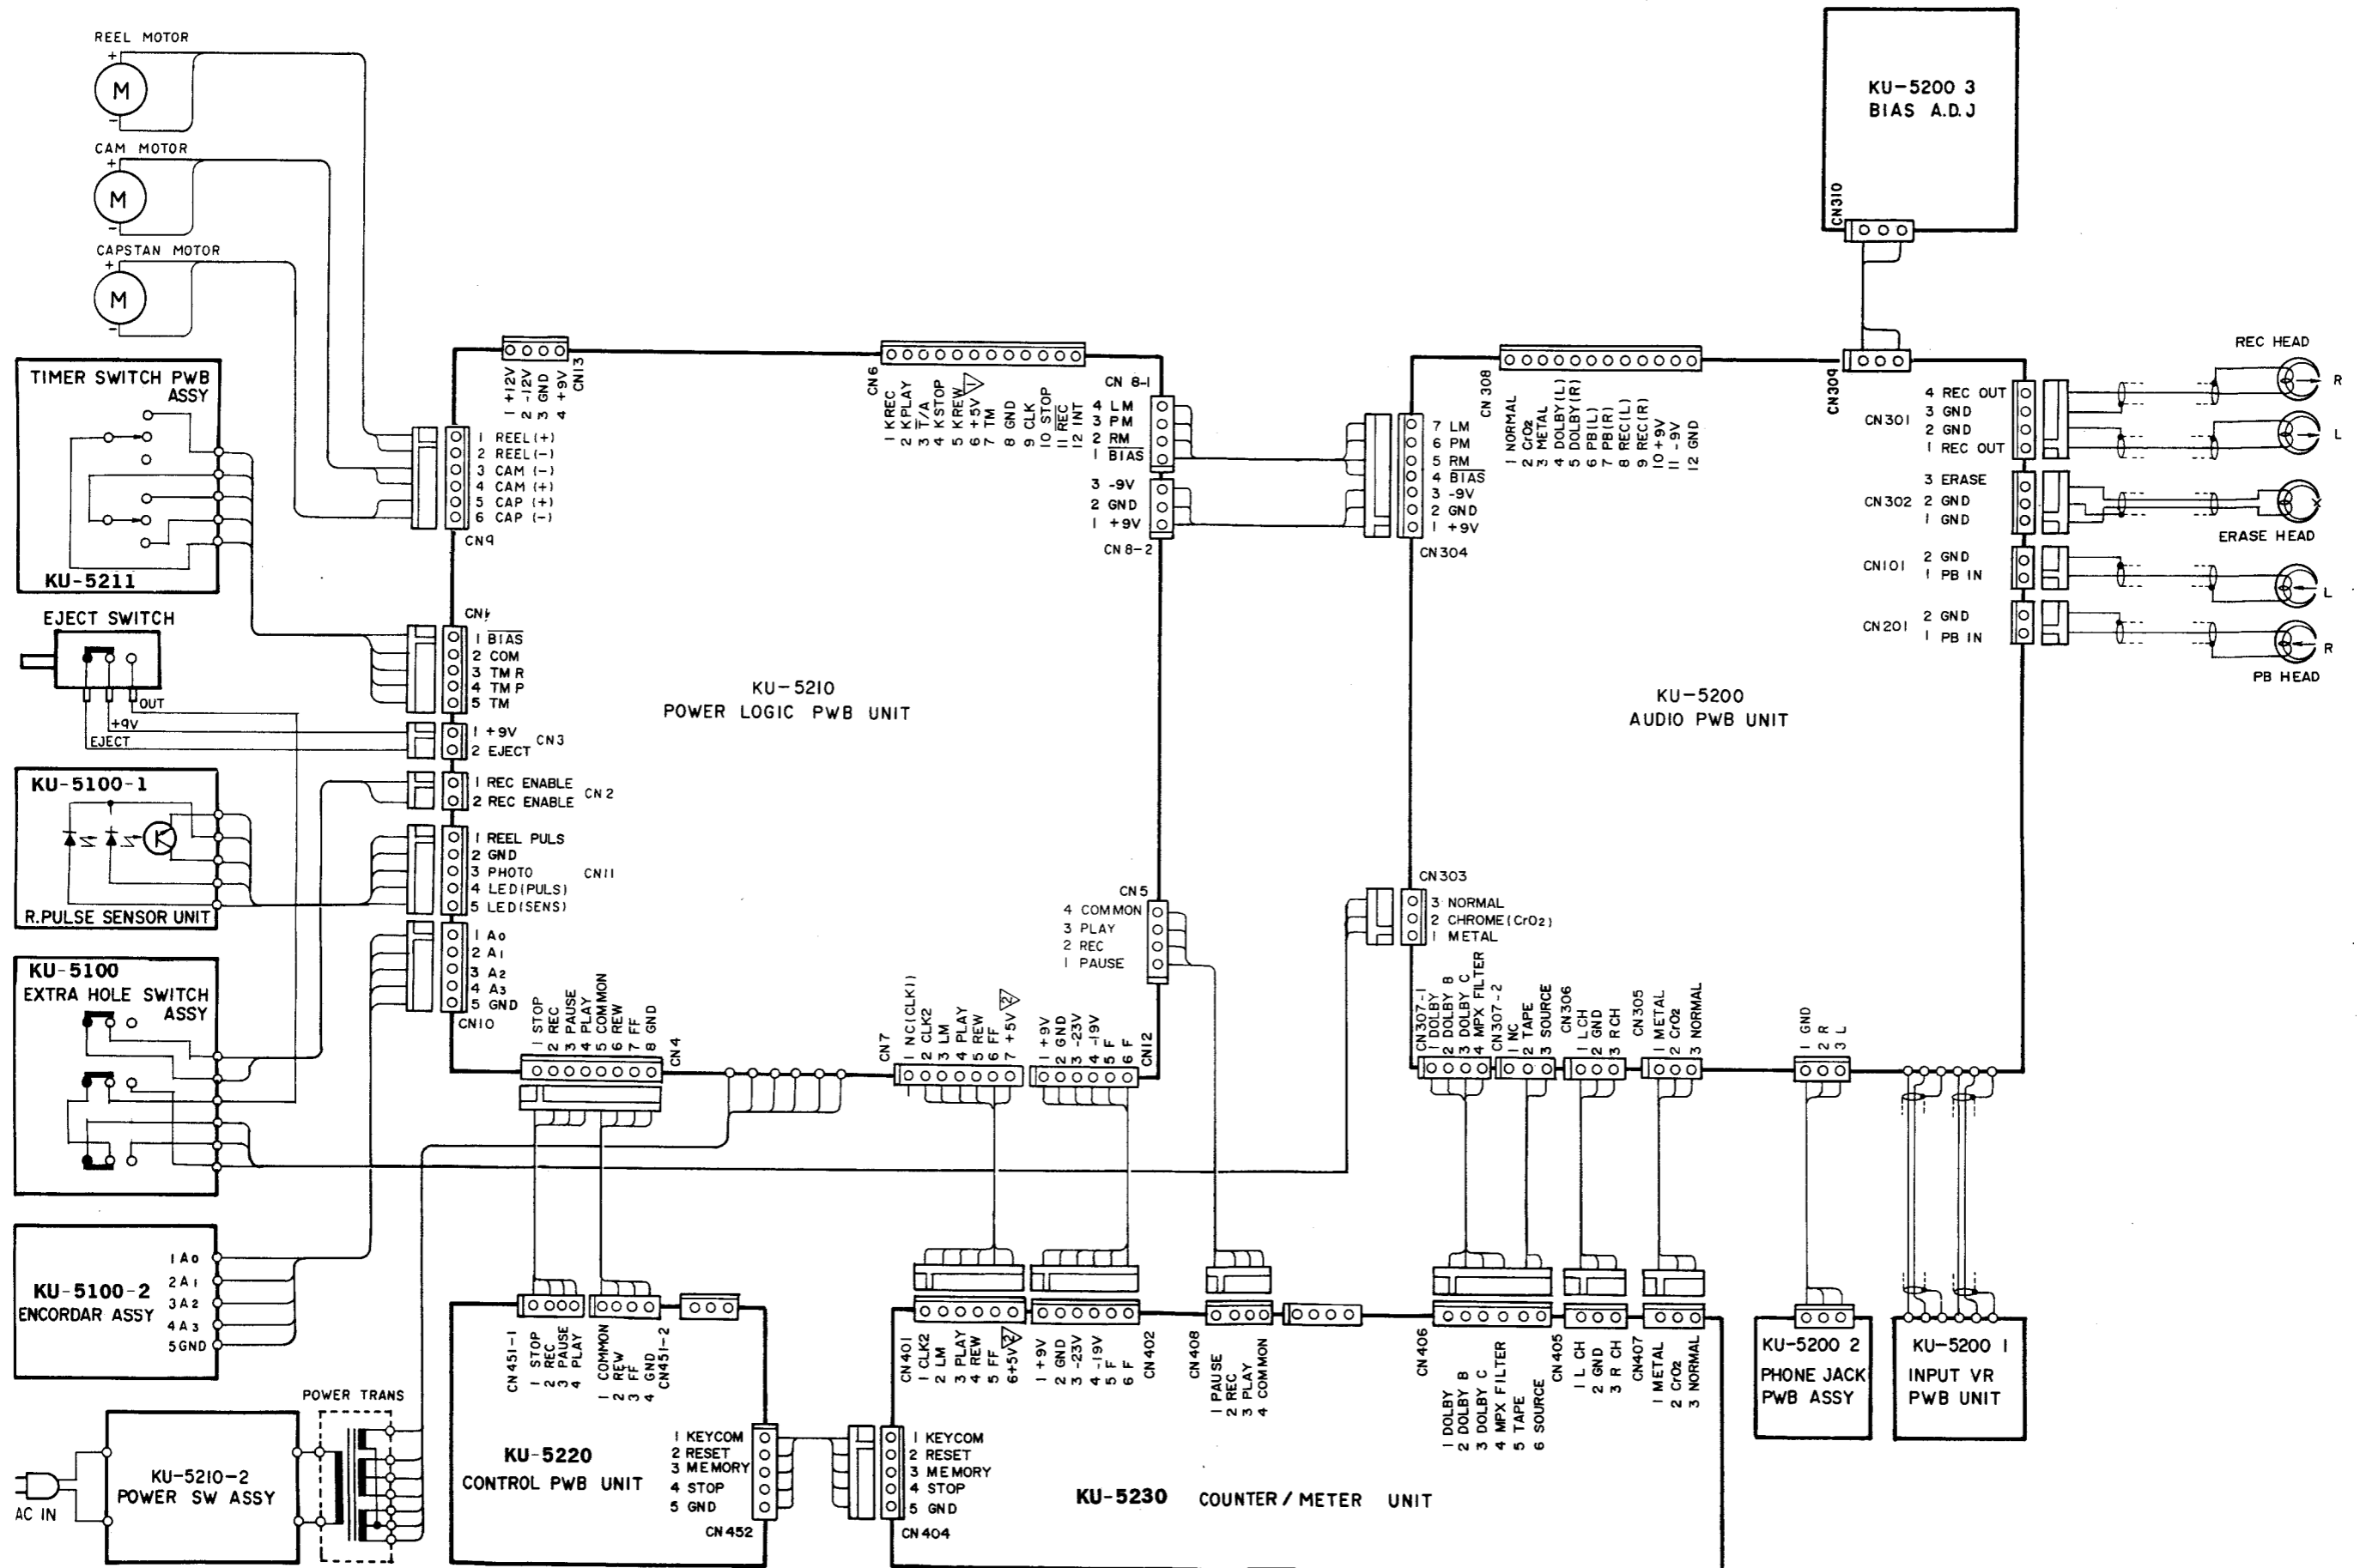 REEL MOTOR
+
M
-
CAM MOTOR
+
M
-
CAPSTAN MOTOR
+
M
-
TIMER SWITCH PWB
ASSY
KU-5211
EJECT SWITCH
OUT
+9V
EJECT
KU-5100-1
R.PULSE SENSOR UNIT
KU-5100
EXTRA HOLE SWITCH
ASSY
1 A0
2 A1
3 A2
4 A3
5 GND
KU-5100-2
ENCORDAR ASSY
POWER TRANS
KU-5210-2
POWER SW ASSY
AC IN
CN13
1 +12V
2 -12V
3 GND
4 +9V
CN6
1 KREC
2 KPLAY
3 T/A
4 KSTOP
5 KREW
6 +5V 1
7 TM
8 GND
9 CLK
10 STOP
11 REC
12 INT
CN 8-1
4 LM
3 PM
2 RM
1 BIAS
3 -9V
2 GND
1 +9V
CN 8-2
1 REEL (+)
2 REEL (-)
3 CAM (-)
4 CAM (+)
5 CAP (+)
6 CAP (-)
CN9
CN1
1 BIAS
2 COM
3 TM R
4 TM P
5 TM
1 +9V
2 EJECT
CN3
1 REC ENABLE
2 REC ENABLE
CN2
1 REEL PULS
2 GND
3 PHOTO
4 LED(PULS)
5 LED(SENS)
CN11
1 A0
2 A1
3 A2
4 A3
5 GND
CN10
KU-5210
POWER LOGIC PWB UNIT
CN5
4 COMMON
3 PLAY
2 REC
1 PAUSE
1 STOP
2 REC
3 PAUSE
4 PLAY
5 COMMON
6 REW
7 FF
8 GND
CN4
CN7
1 NC(CLK1)
2 CLK2
3 LM
4 PLAY
5 REW
6 FF
7 +5V 2
1 +9V
2 GND
3 -23V
4 -19V
5 F
6 F
CN12
KU-5200 3
BIAS A.D.J
CN310
CN309
CN308
1 NORMAL
2 CrO2
3 METAL
4 DOLBY(L)
5 DOLBY(R)
6 PB(L)
7 PB(R)
8 REC(L)
9 REC(R)
10 +9V
11 -9V
12 GND
7 LM
6 PM
5 RM
4 BIAS
3 -9V
2 GND
1 +9V
CN304
4 REC OUT
3 GND
2 GND
1 REC OUT
CN301
3 ERASE
2 GND
1 GND
CN302
2 GND
1 PB IN
CN101
2 GND
1 PB IN
CN201
REC HEAD
R
L
ERASE HEAD
L
R
PB HEAD
KU-5200
AUDIO PWB UNIT
CN303
3 NORMAL
2 CHROME(CrO2)
1 METAL
CN307-1
1 DOLBY
2 DOLBY B
3 DOLBY C
4 MPX FILTER
CN307-2
1 NC
2 TAPE
3 SOURCE
CN306
1 L CH
2 GND
3 R CH
CN305
1 METAL
2 CrO2
3 NORMAL
1 GND
2 R
3 L
CN451-1
1 STOP
2 REC
3 PAUSE
4 PLAY
1 COMMON
2 REW
3 FF
4 GND
CN451-2
KU-5220
CONTROL PWB UNIT
1 KEYCOM
2 RESET
3 MEMORY
4 STOP
5 GND
CN452
CN401
1 CLK2
2 LM
3 PLAY
4 REW
5 FF
6 +5V 2
1 +9V
2 GND
3 -23V
4 -19V
5 F
6 F
CN402
CN408
1 PAUSE
2 REC
3 PLAY
4 COMMON
CN406
1 DOLBY
2 DOLBY B
3 DOLBY C
4 MPX FILTER
5 TAPE
6 SOURCE
CN405
1 L CH
2 GND
3 R CH
CN407
1 METAL
2 CrO2
3 NORMAL
1 KEYCOM
2 RESET
3 MEMORY
4 STOP
5 GND
CN404
KU-5230 COUNTER/METER UNIT
KU-5200 2
PHONE JACK
PWB ASSY
KU-5200 1
INPUT VR
PWB UNIT